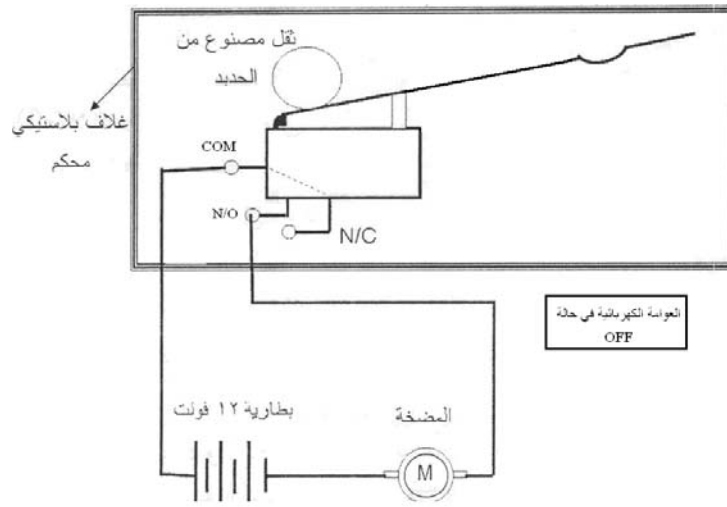 ثقل مصنوع من
الحديد
غلاف بلاستيكي
محكم
COM
N/O
N/C
العوامة الكهربائية في حالة
OFF
بطارية ١٢ فولت
المضخة
M